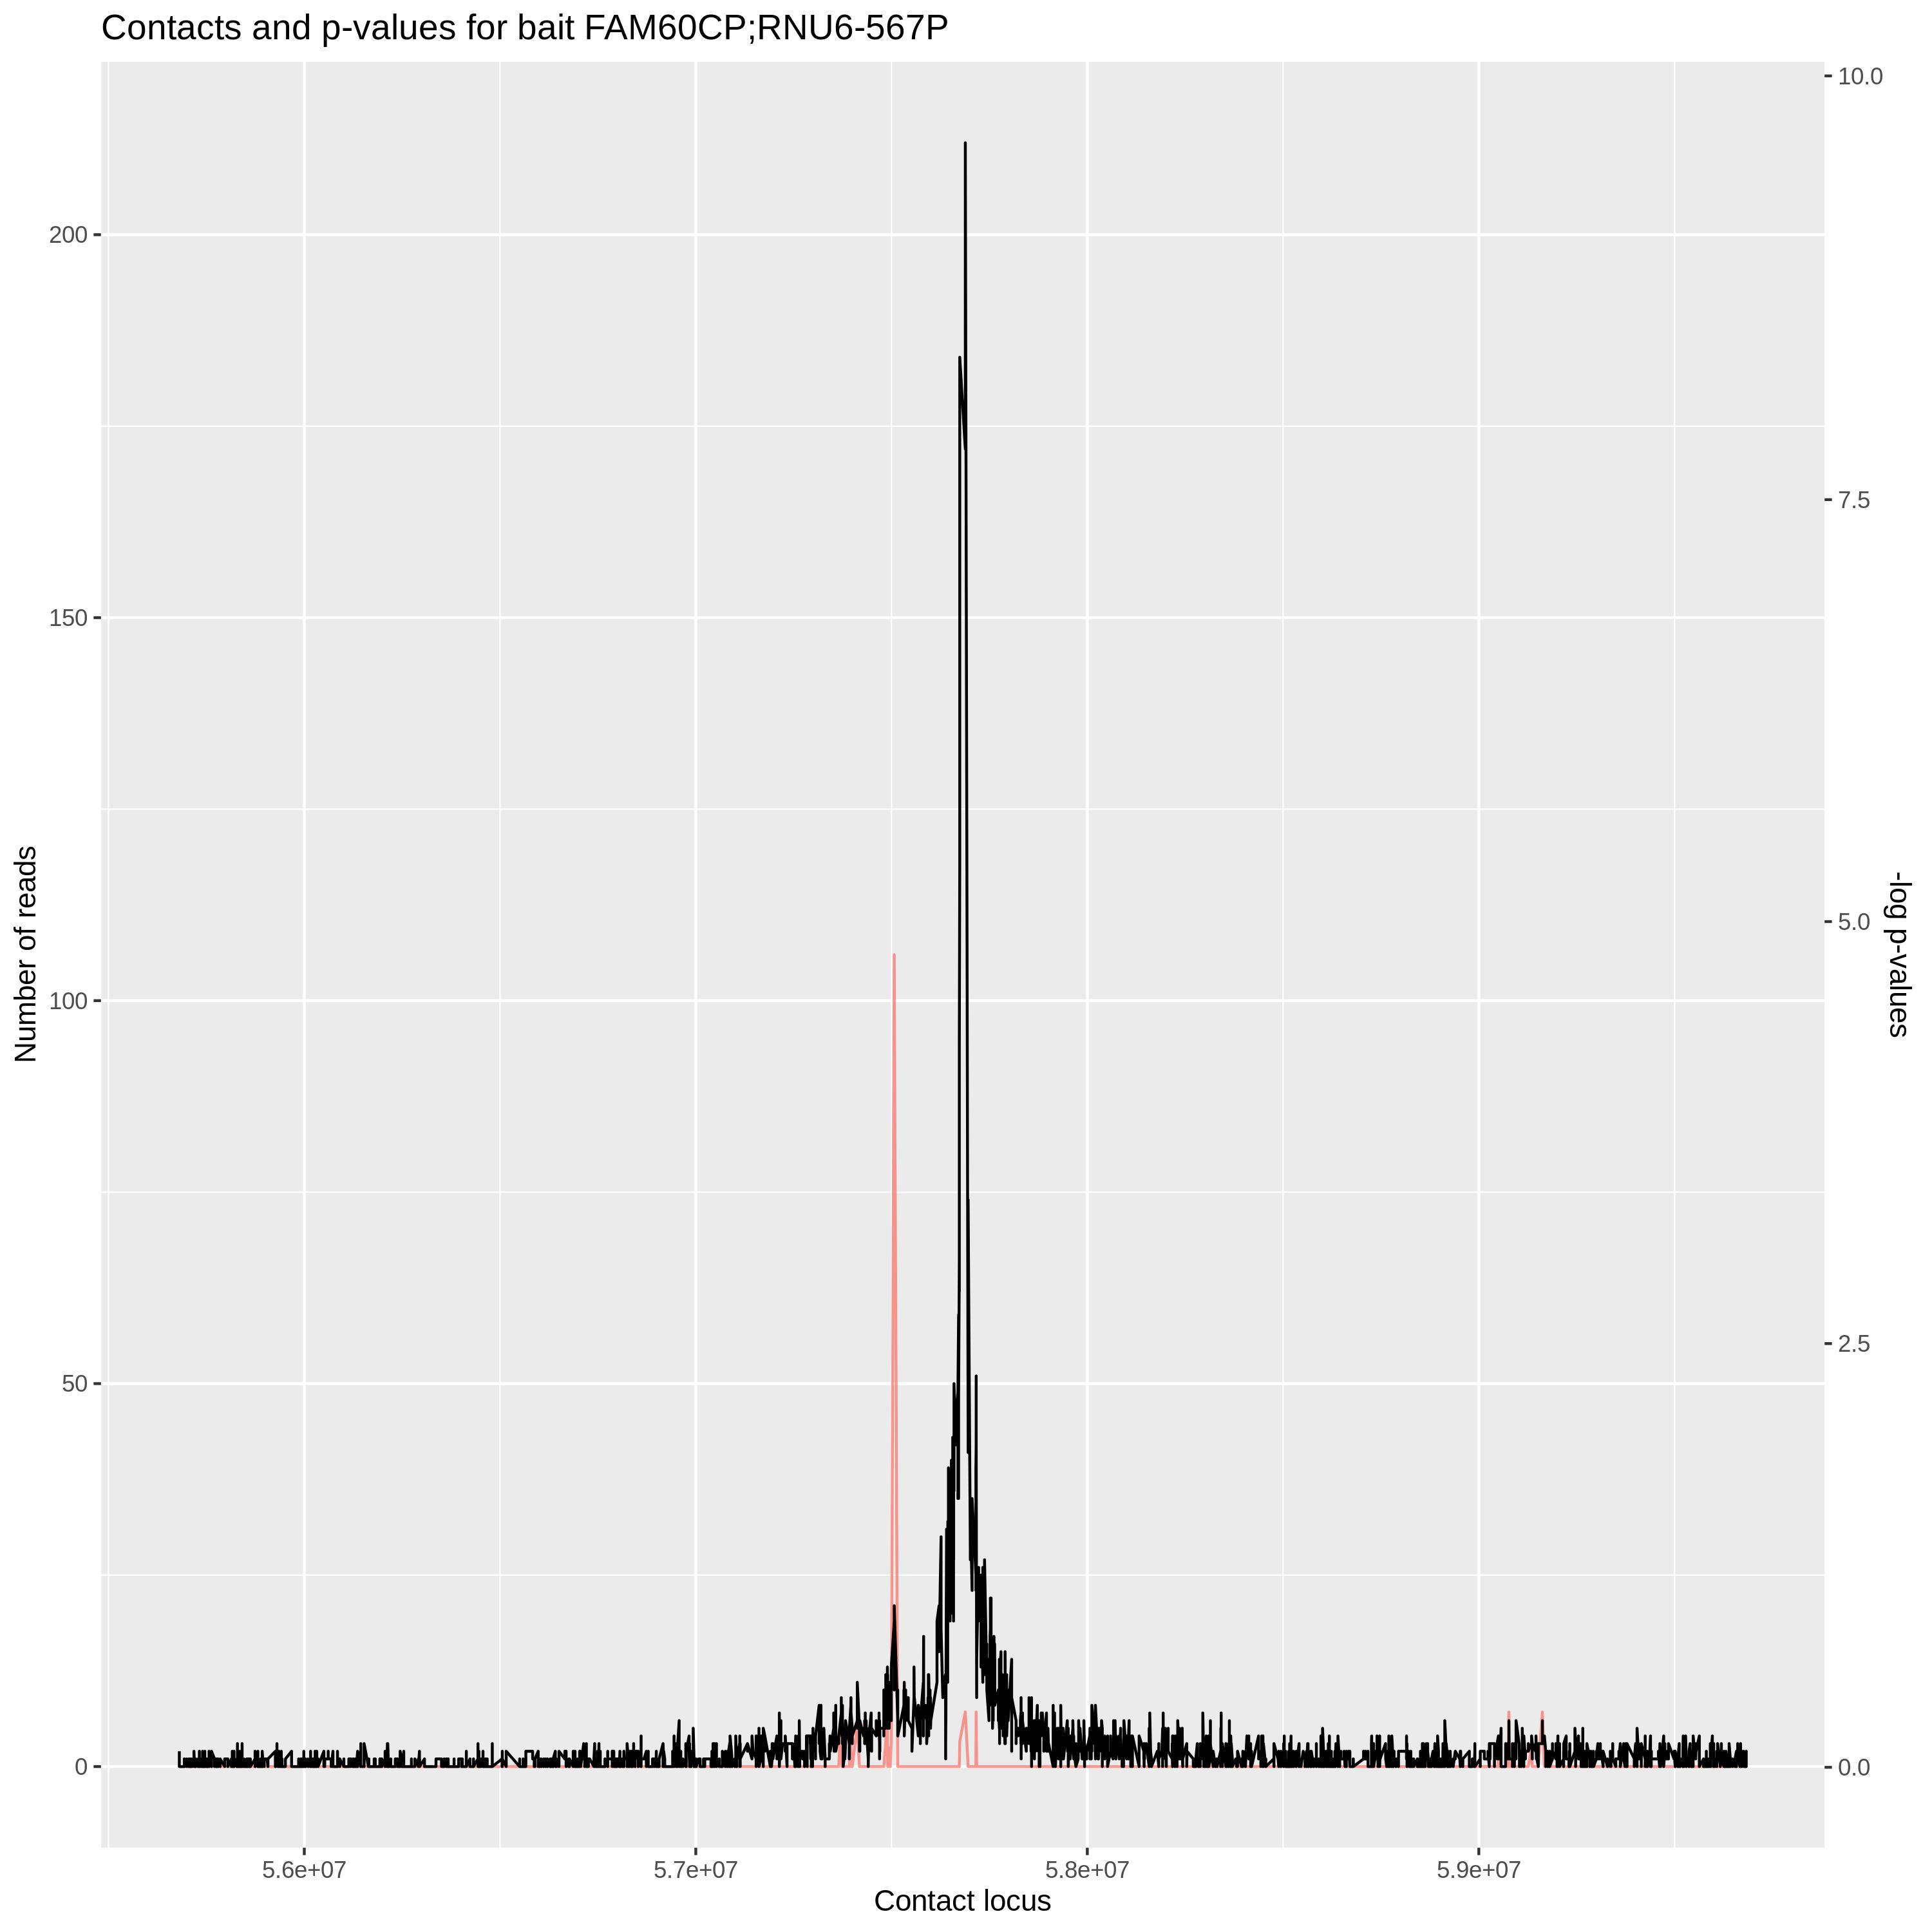 Contacts and p-values for bait FAM60CP;RNU6-567P
10.0
200
7.5
150
Number of reads
-log p-values
5.0
100
2.5
50
0
0.0
5.6e+07
5.7e+07
5.8e+07
5.9e+07
Contact locus